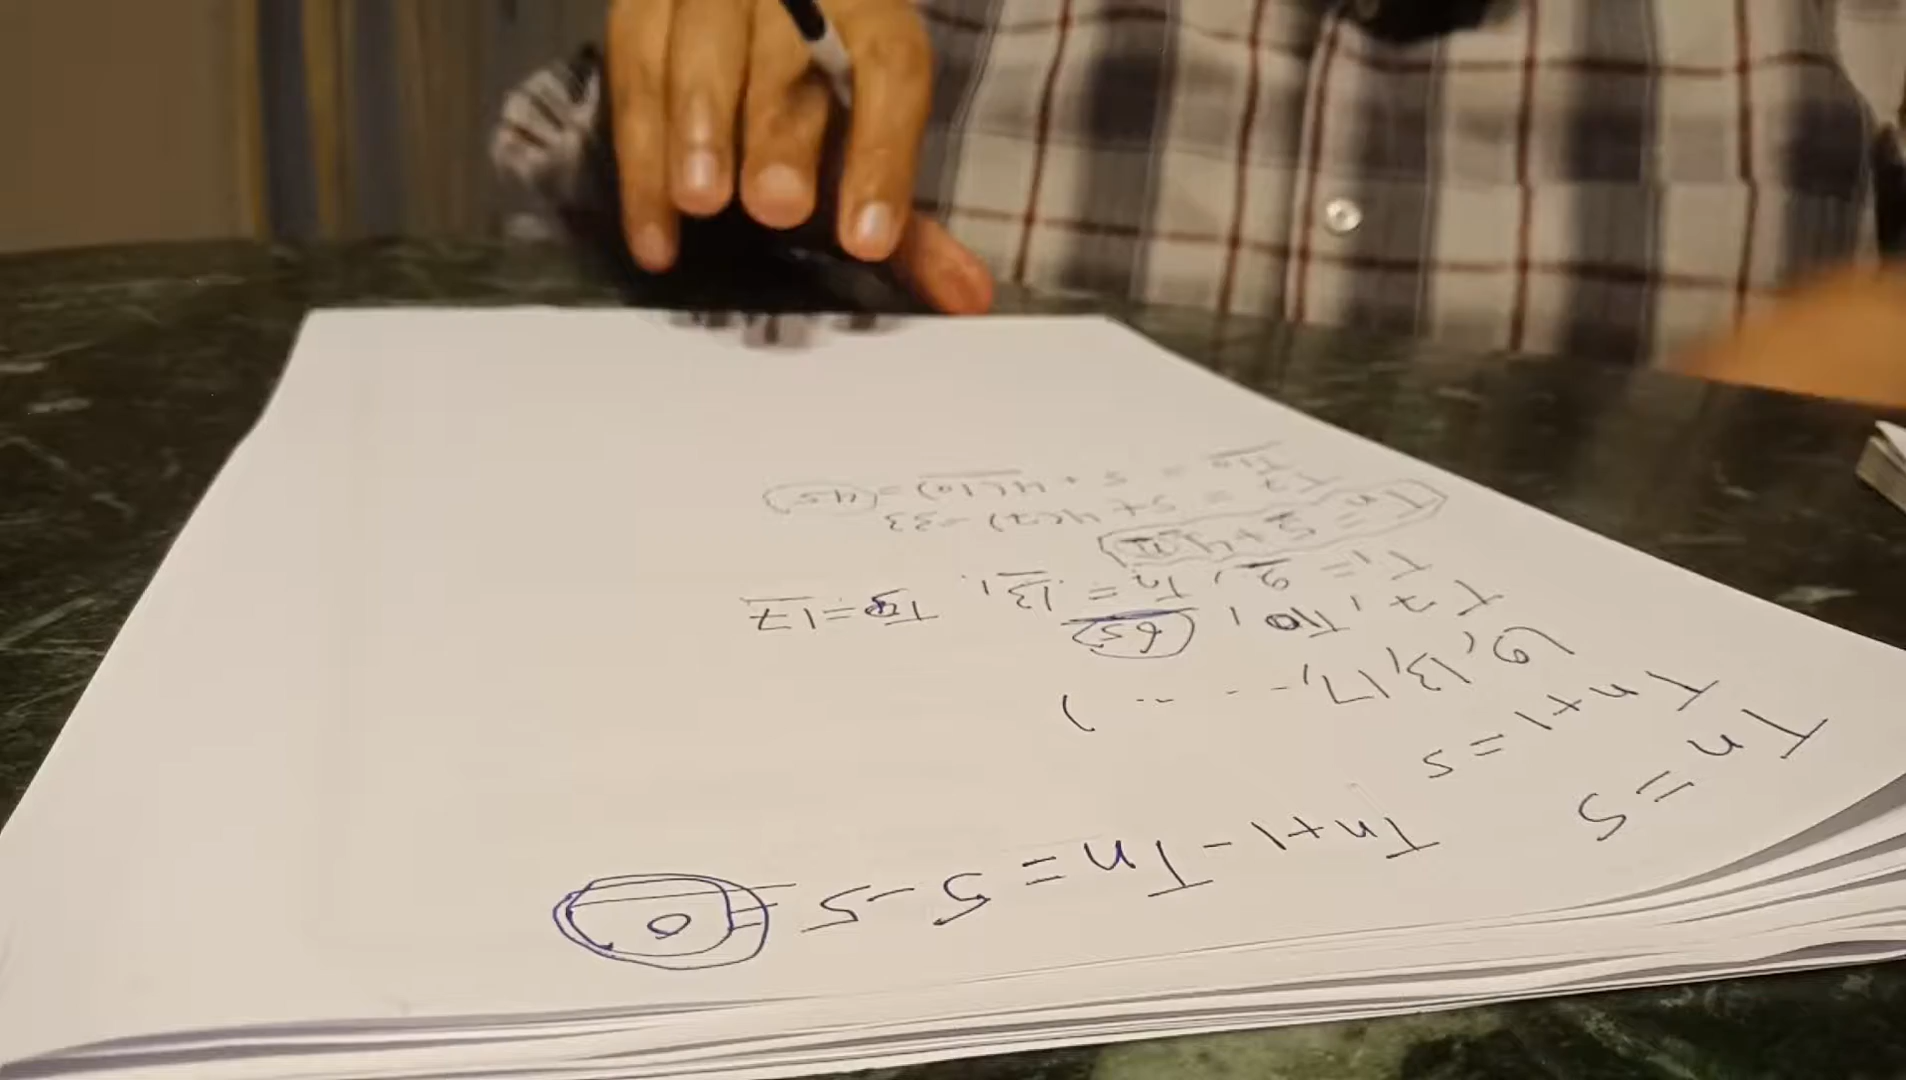 T10 = 5 + 4(10) = 45
T7 = 5 + 4(7) = 33
Tn = 5 + 4n
T1 = 9, T2 = 13, T3 = 17
T7, T10, 65
(9, 13, 17, ... ...)
Tn+1 = 5
Tn = 5
Tn+1 - Tn = 5 - 5 = 0